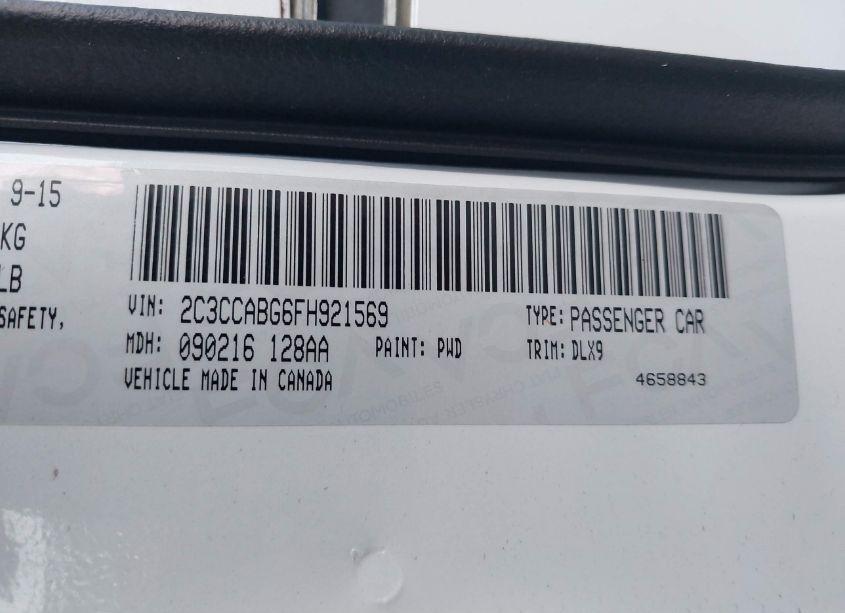 9-15
KG
LB
SAFETY,
VIN: 2C3CCABG6FH921569 TYPE: PASSENGER CAR
MDH: 090216 128AA PAINT: PWD TRIM: DLX9
VEHICLE MADE IN CANADA 4658843